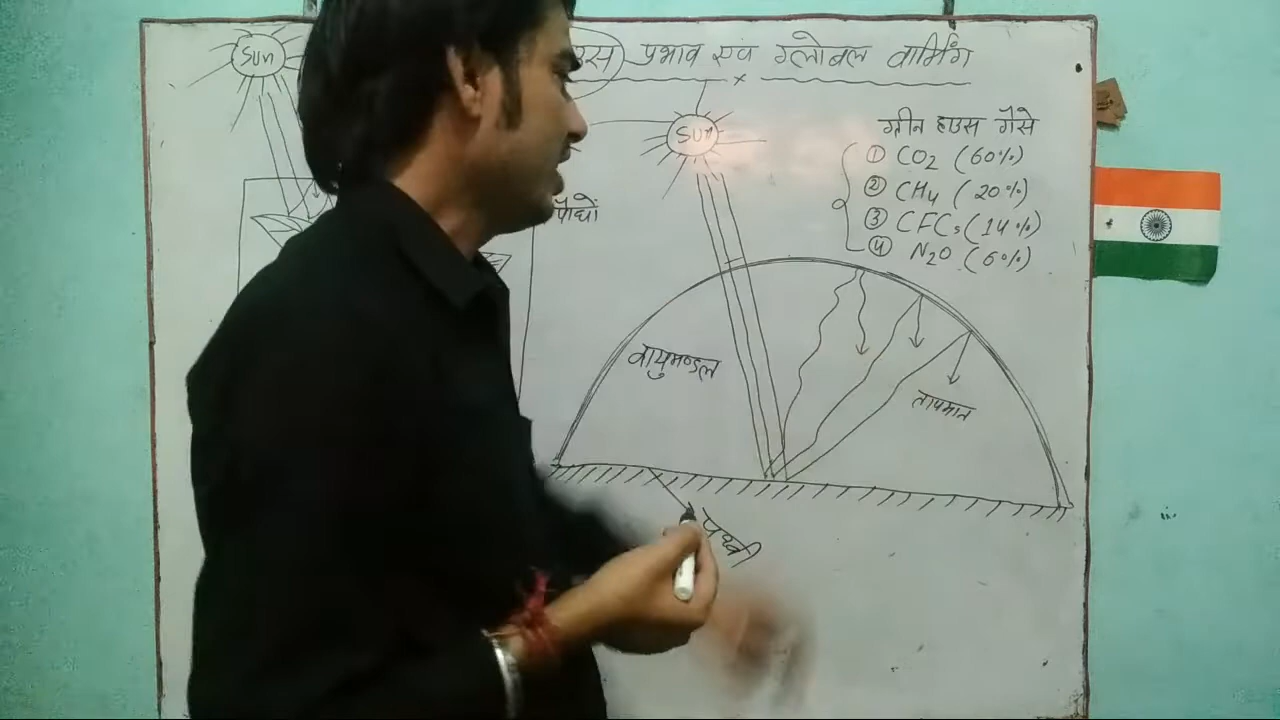 SUN
उस) प्रभाव एवं ग्लोबल वार्मिंग
SUN
ग्रीन हाउस गैसे
① CO2 (60%)
② CH4 (20%)
③ CFCs (14%)
④ N2O (6%)
पौधों
वायुमण्डल
तापमान
पृथ्वी